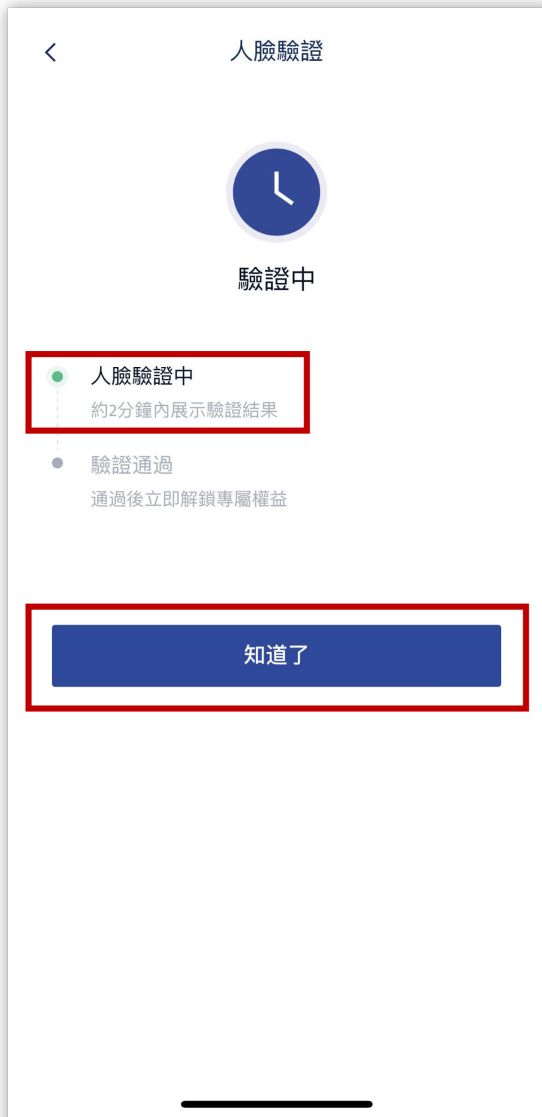 人臉驗證
驗證中
人臉驗證中
約2分鐘內展示驗證結果
驗證通過
通過後立即解鎖專屬權益
知道了